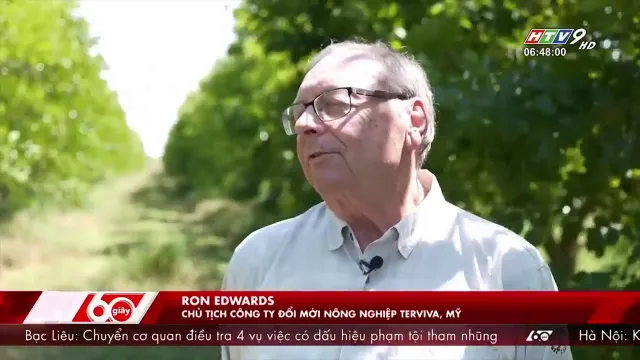 HTV9 HD
06:48:00
RON EDWARDS
60 giây
CHỦ TỊCH CÔNG TY ĐỔI MỚI NÔNG NGHIỆP TERVIVA, MỸ
Bạc Liêu: Chuyển cơ quan điều tra 4 vụ việc có dấu hiệu phạm tội tham nhũng 60 giây Hà Nội: K